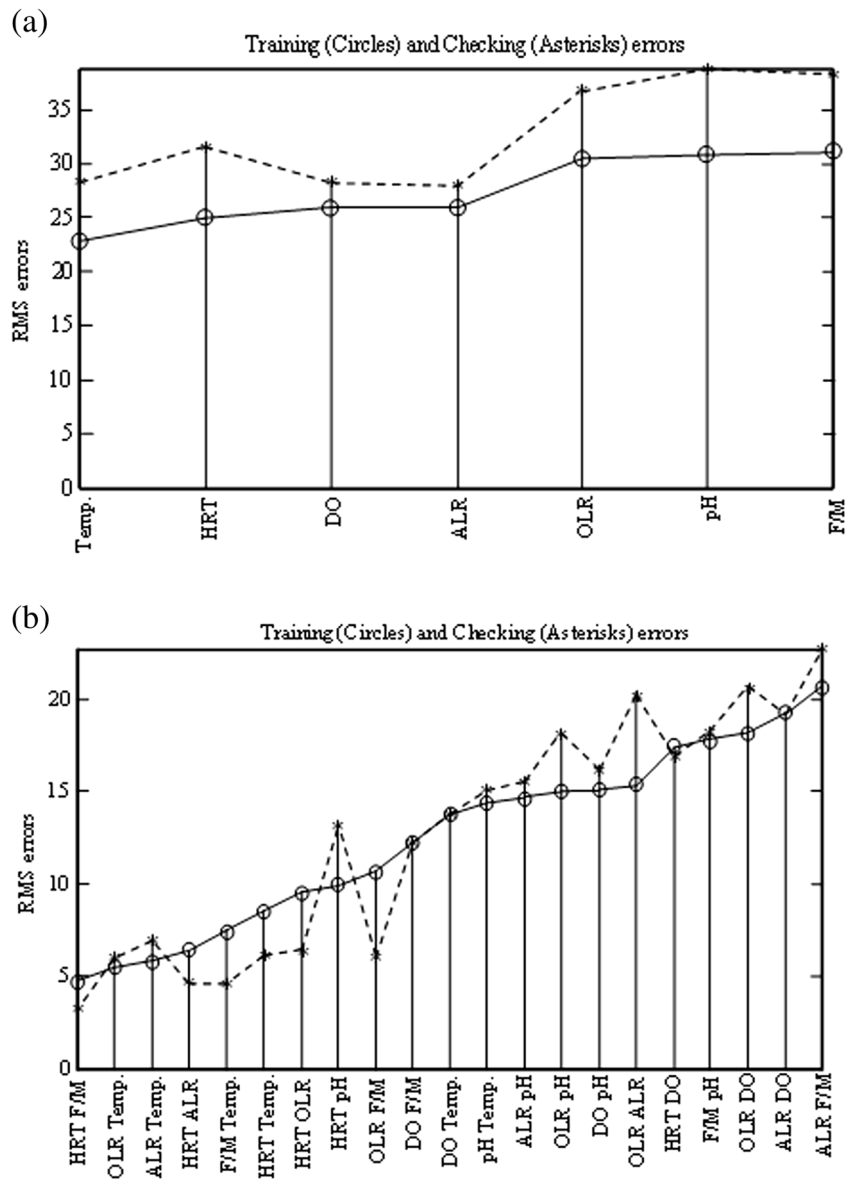 (a)
Training (Circles) and Checking (Asterisks) errors
35
30
25
20
15
10
5
0
RMS errors
Temp.
HRT
DO
ALR
OLR
pH
F/M
(b)
Training (Circles) and Checking (Asterisks) errors
20
15
10
5
0
RMS errors
HRT F/M
OLR Temp.
ALR Temp.
HRT ALR
F/M Temp.
HRT Temp.
HRT OLR
HRT pH
OLR F/M
DO F/M
DO Temp.
pH Temp.
ALR pH
OLR pH
DO pH
OLR ALR
HRT DO
F/M pH
OLR DO
ALR DO
ALR F/M